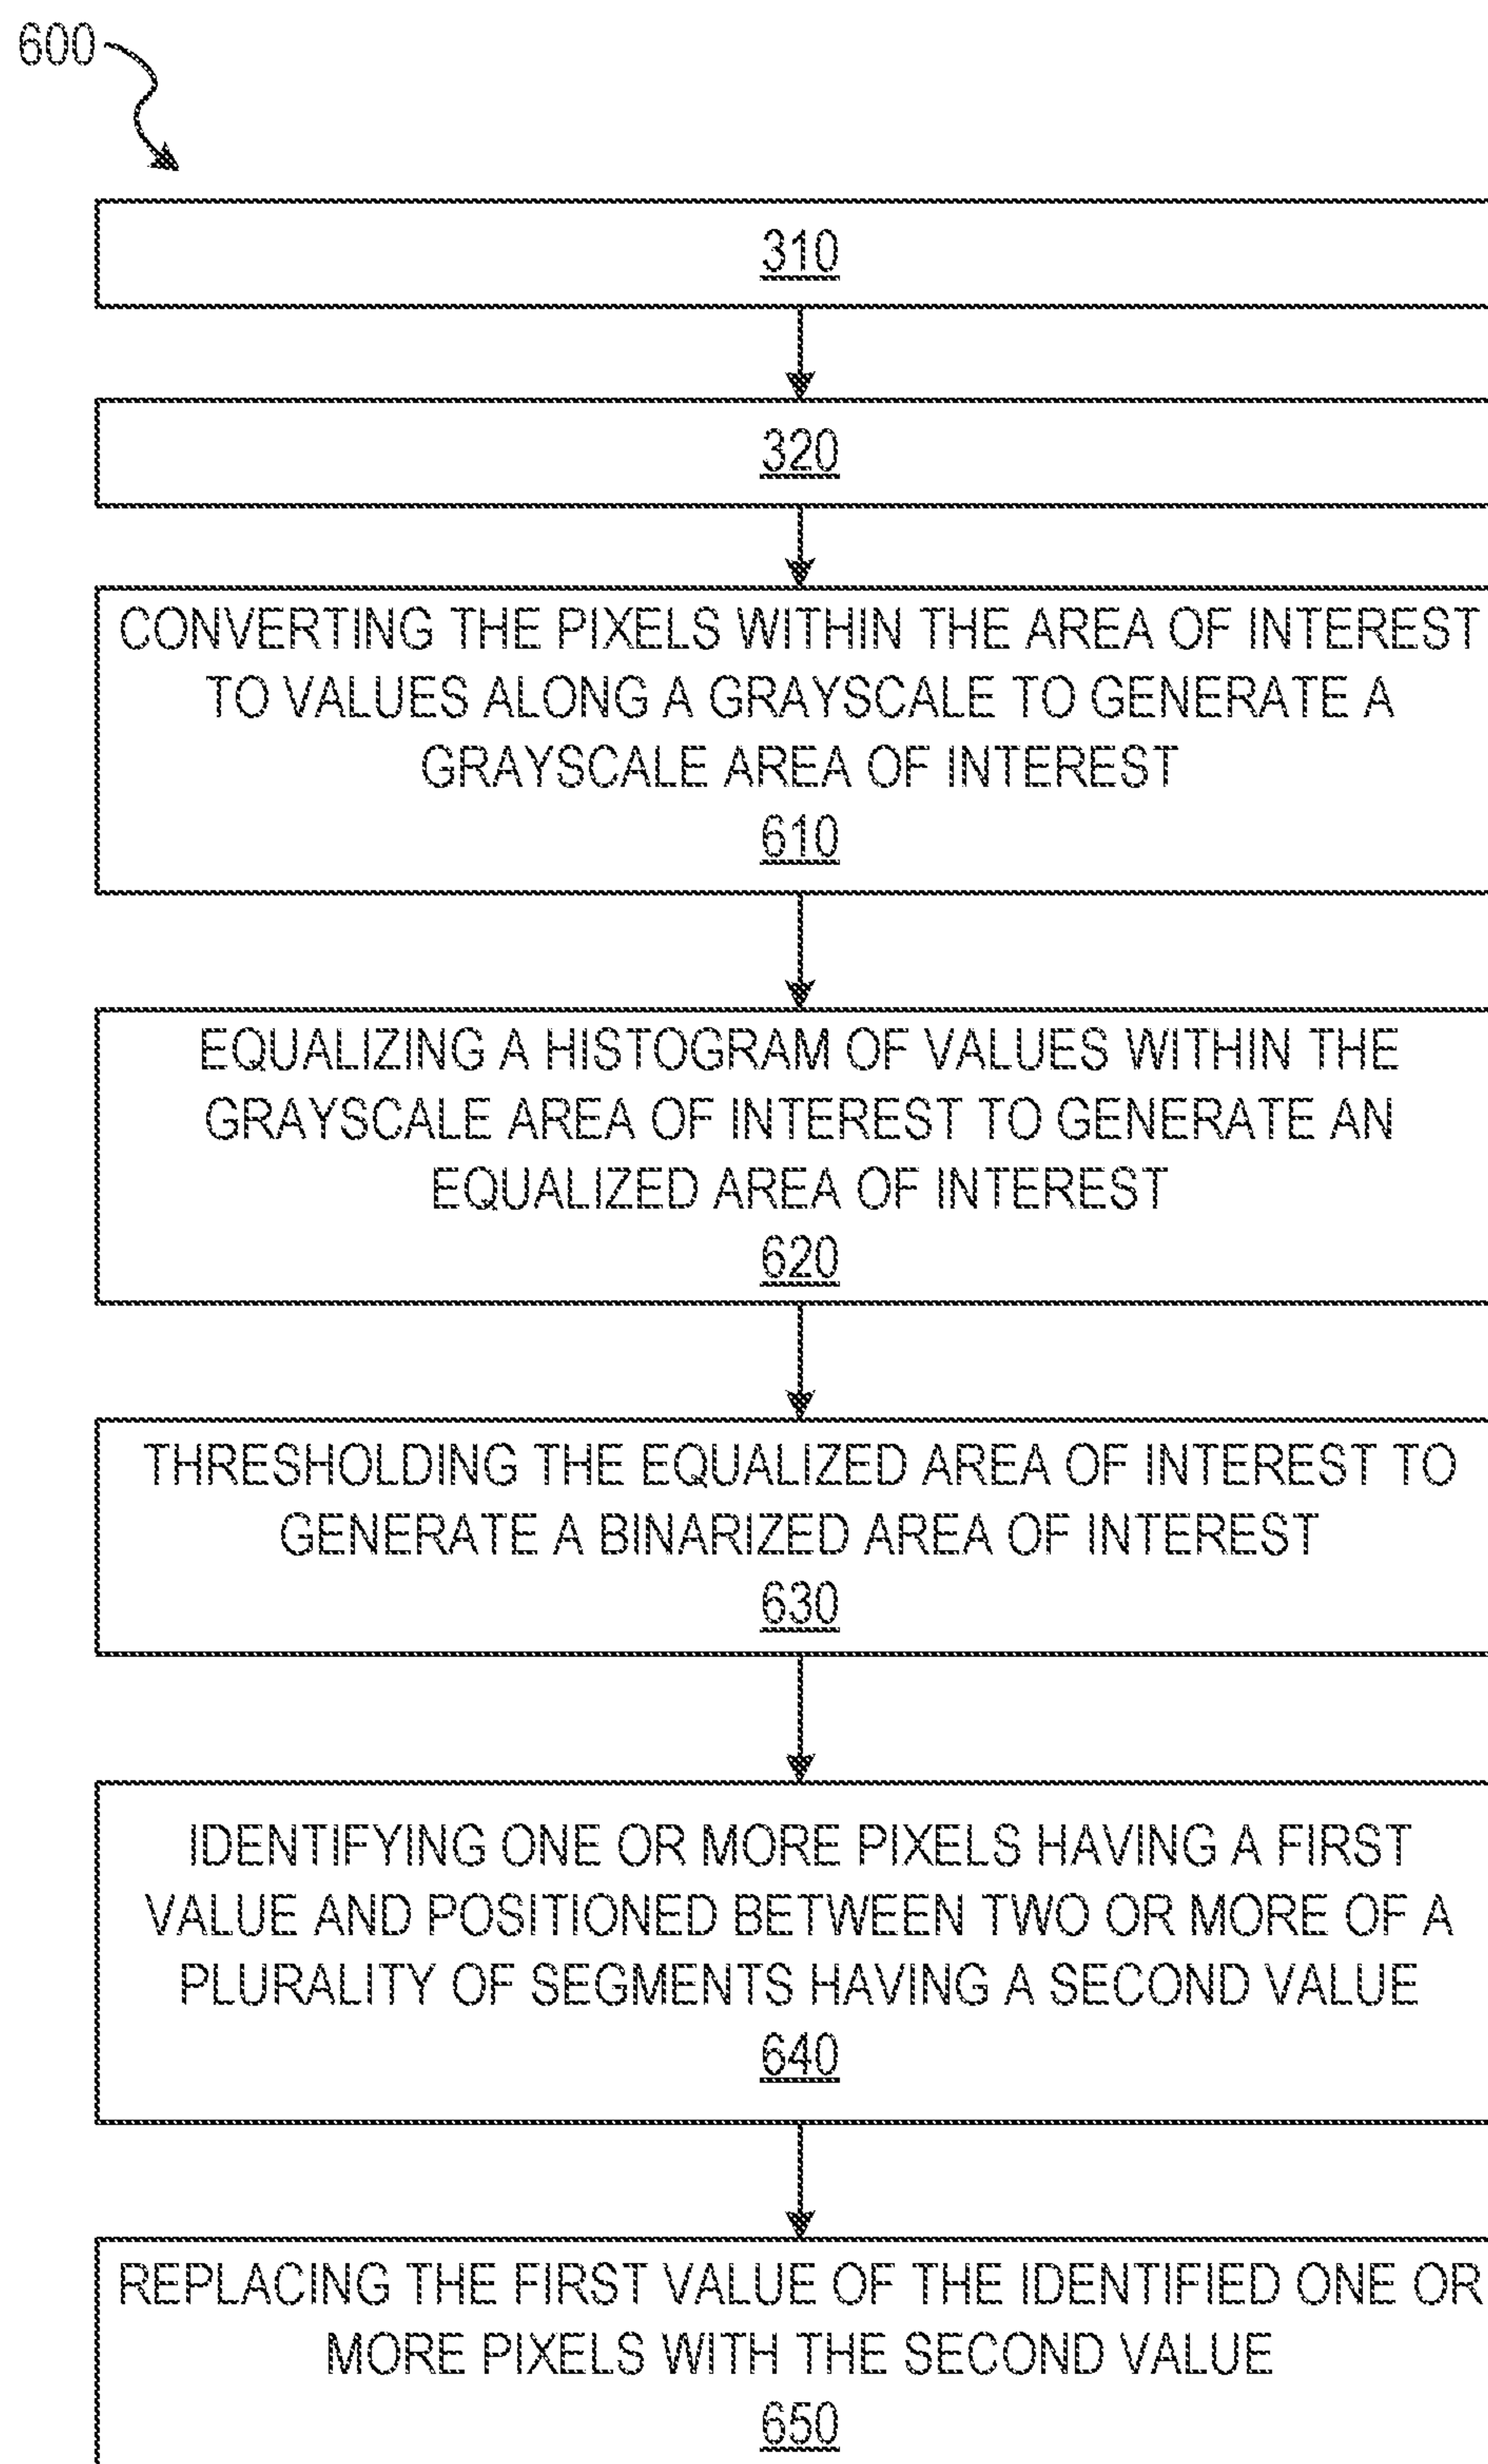 600
310
320
CONVERTING THE PIXELS WITHIN THE AREA OF INTEREST
TO VALUES ALONG A GRAYSCALE TO GENERATE A
GRAYSCALE AREA OF INTEREST
610
EQUALIZING A HISTOGRAM OF VALUES WITHIN THE
GRAYSCALE AREA OF INTEREST TO GENERATE AN
EQUALIZED AREA OF INTEREST
620
THRESHOLDING THE EQUALIZED AREA OF INTEREST TO
GENERATE A BINARIZED AREA OF INTEREST
630
IDENTIFYING ONE OR MORE PIXELS HAVING A FIRST
VALUE AND POSITIONED BETWEEN TWO OR MORE OF A
PLURALITY OF SEGMENTS HAVING A SECOND VALUE
640
REPLACING THE FIRST VALUE OF THE IDENTIFIED ONE OR
MORE PIXELS WITH THE SECOND VALUE
650